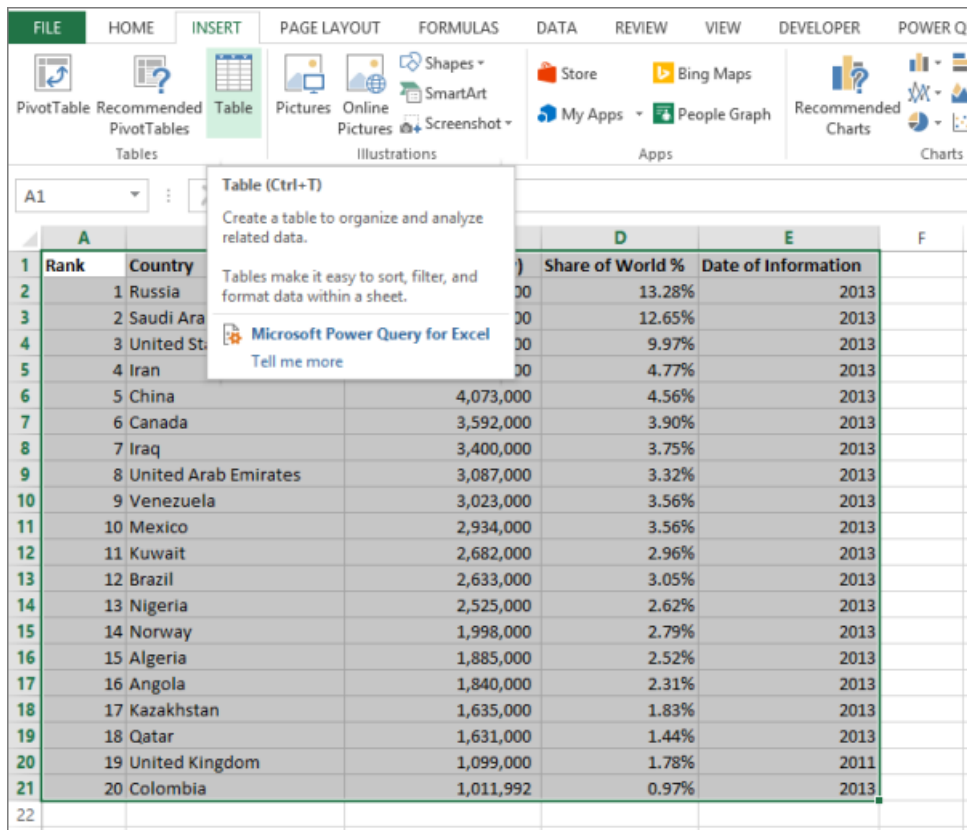 FILE HOME INSERT PAGE LAYOUT FORMULAS DATA REVIEW VIEW DEVELOPER POWER Q
Shapes
Store Bing Maps
SmartArt
PivotTable Recommended Table Pictures Online My Apps People Graph Recommended
PivotTables Pictures Screenshot Charts
Tables Illustrations Apps Charts
A1
Table (Ctrl+T)
Create a table to organize and analyze
related data.
Tables make it easy to sort, filter, and
format data within a sheet.
Microsoft Power Query for Excel
Tell me more
A D E F
1 Rank Country ) Share of World % Date of Information
2 1 Russia 00 13.28% 2013
3 2 Saudi Ara 00 12.65% 2013
4 3 United St 00 9.97% 2013
5 4 Iran 00 4.77% 2013
6 5 China 4,073,000 4.56% 2013
7 6 Canada 3,592,000 3.90% 2013
8 7 Iraq 3,400,000 3.75% 2013
9 8 United Arab Emirates 3,087,000 3.32% 2013
10 9 Venezuela 3,023,000 3.56% 2013
11 10 Mexico 2,934,000 3.56% 2013
12 11 Kuwait 2,682,000 2.96% 2013
13 12 Brazil 2,633,000 3.05% 2013
14 13 Nigeria 2,525,000 2.62% 2013
15 14 Norway 1,998,000 2.79% 2013
16 15 Algeria 1,885,000 2.52% 2013
17 16 Angola 1,840,000 2.31% 2013
18 17 Kazakhstan 1,635,000 1.83% 2013
19 18 Qatar 1,631,000 1.44% 2013
20 19 United Kingdom 1,099,000 1.78% 2011
21 20 Colombia 1,011,992 0.97% 2013
22